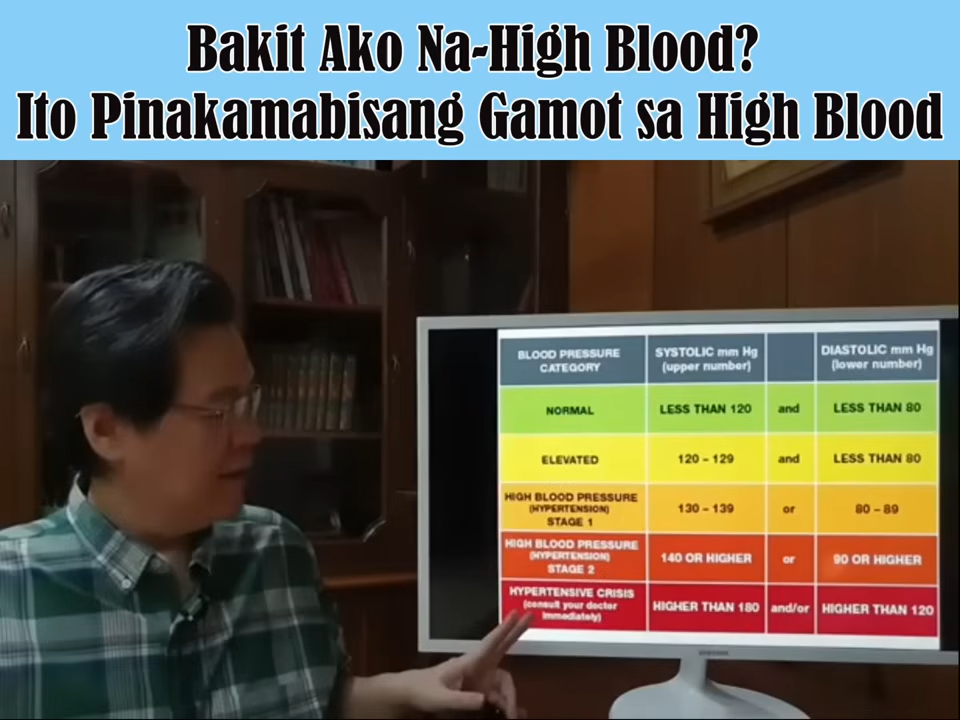 Bakit Ako Na-High Blood?
Ito Pinakamabisang Gamot sa High Blood
BLOOD PRESSURE CATEGORY
SYSTOLIC mm Hg (upper number)
DIASTOLIC mm Hg (lower number)
NORMAL
LESS THAN 120
and
LESS THAN 80
ELEVATED
120 – 129
and
LESS THAN 80
HIGH BLOOD PRESSURE
(HYPERTENSION)
STAGE 1
130 – 139
or
80 – 89
HIGH BLOOD PRESSURE
(HYPERTENSION)
STAGE 2
140 OR HIGHER
or
90 OR HIGHER
HYPERTENSIVE CRISIS
(consult your doctor
immediately)
HIGHER THAN 180
and/or
HIGHER THAN 120
SAMSUNG